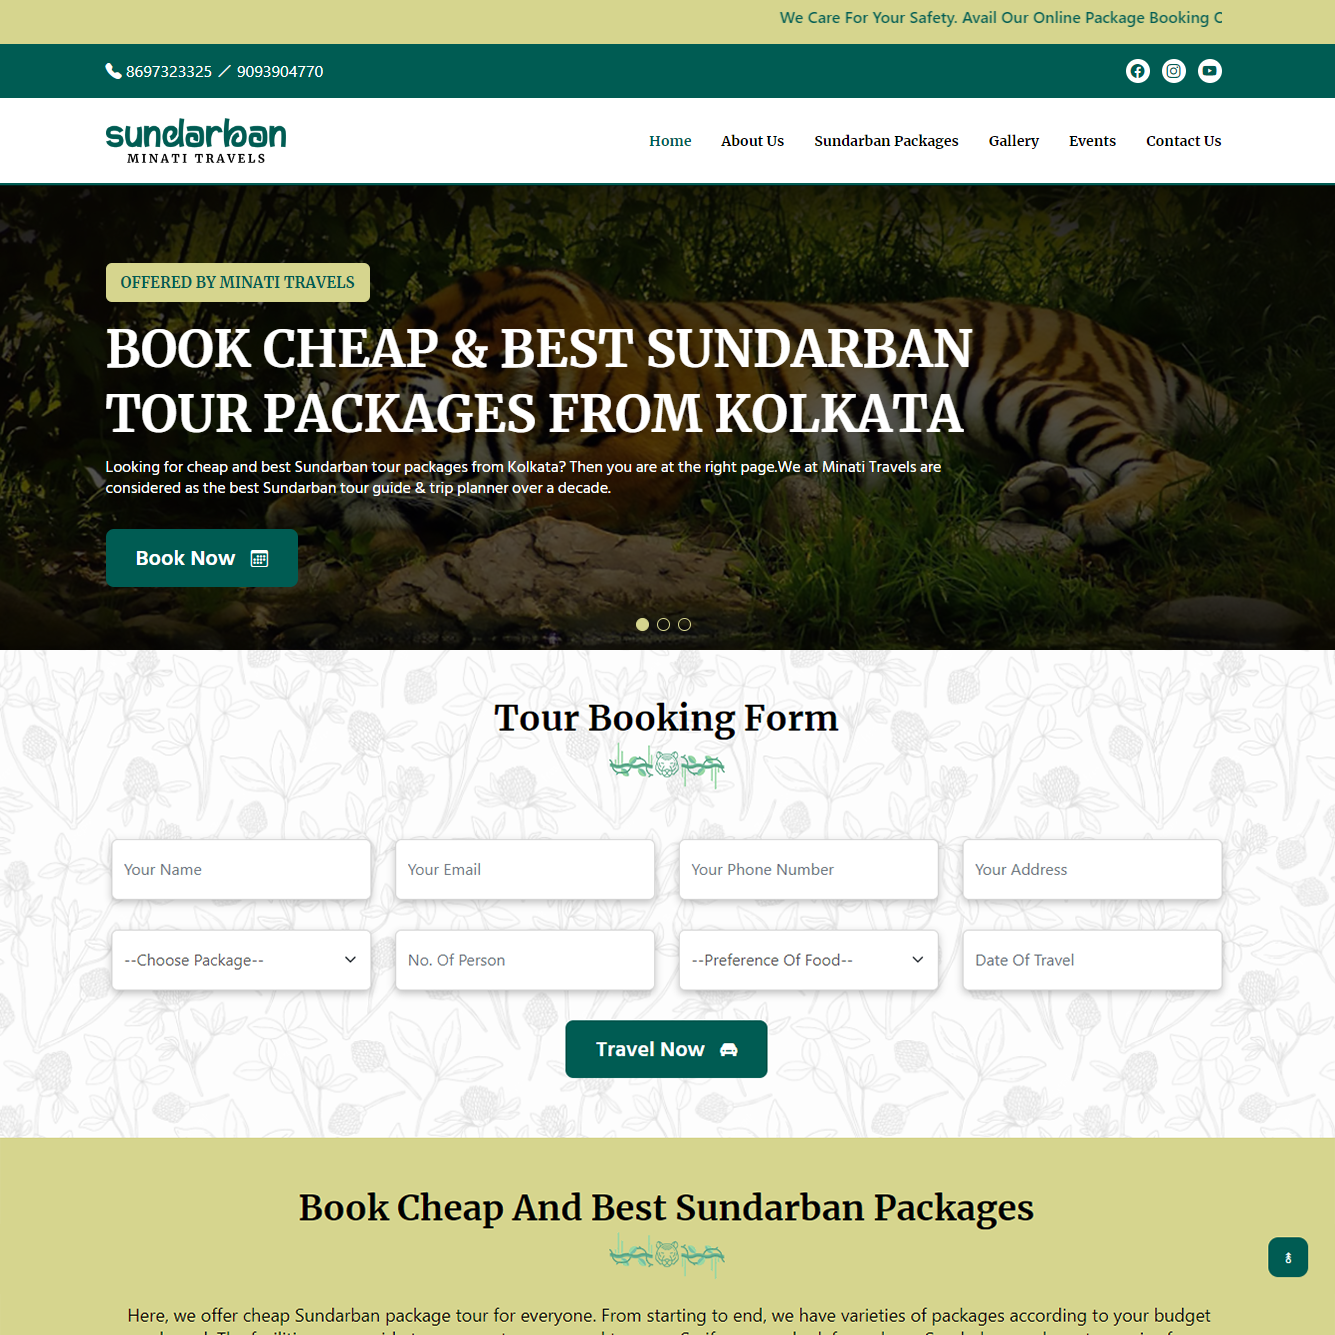 We Care For Your Safety. Avail Our Online Package Booking
8697323325 / 9093904770
sundarban
MINATI TRAVELS
Home About Us Sundarban Packages Gallery Events Contact Us
OFFERED BY MINATI TRAVELS
BOOK CHEAP & BEST SUNDARBAN
TOUR PACKAGES FROM KOLKATA
Looking for cheap and best Sundarban tour packages from Kolkata? Then you are at the right page.We at Minati Travels are
considered as the best Sundarban tour guide & trip planner over a decade.
Book Now
Tour Booking Form
Your Name Your Email Your Phone Number Your Address
--Choose Package-- No. Of Person --Preference Of Food-- Date Of Travel
Travel Now
Book Cheap And Best Sundarban Packages
Here, we offer cheap Sundarban package tour for everyone. From starting to end, we have varieties of packages according to your budget